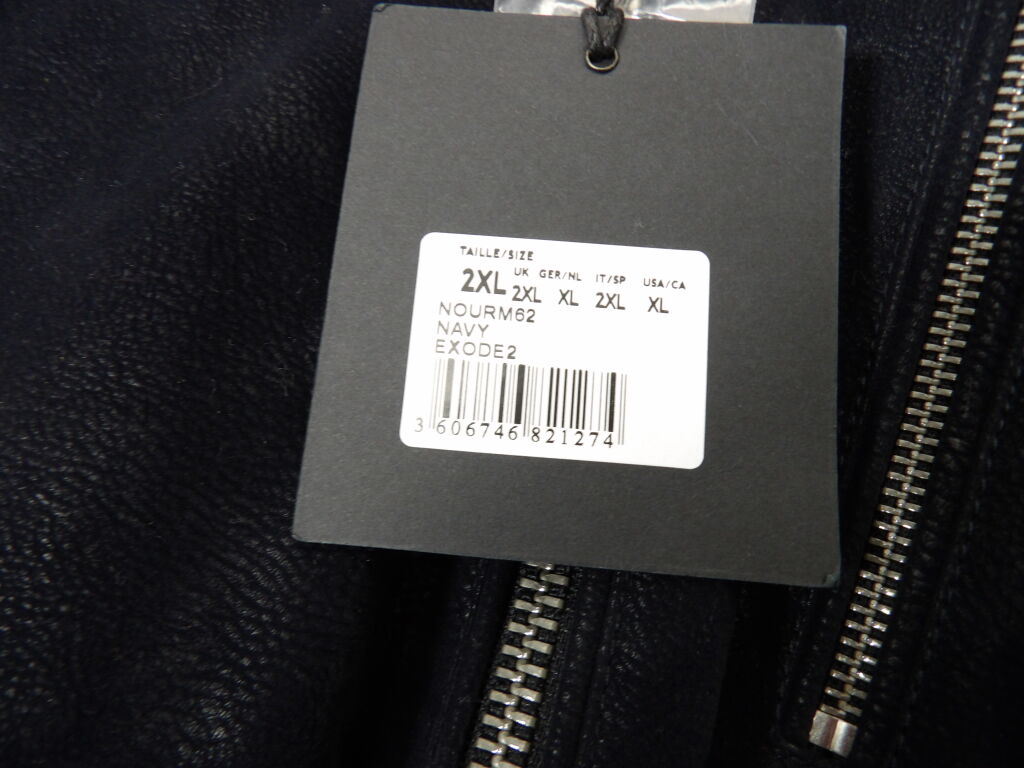 TAILLE/SIZE
2XL UK GER/NL IT/SP USA/CA
2XL XL 2XL XL
NOURM62
NAVY
EXODE2
3 606746 821274